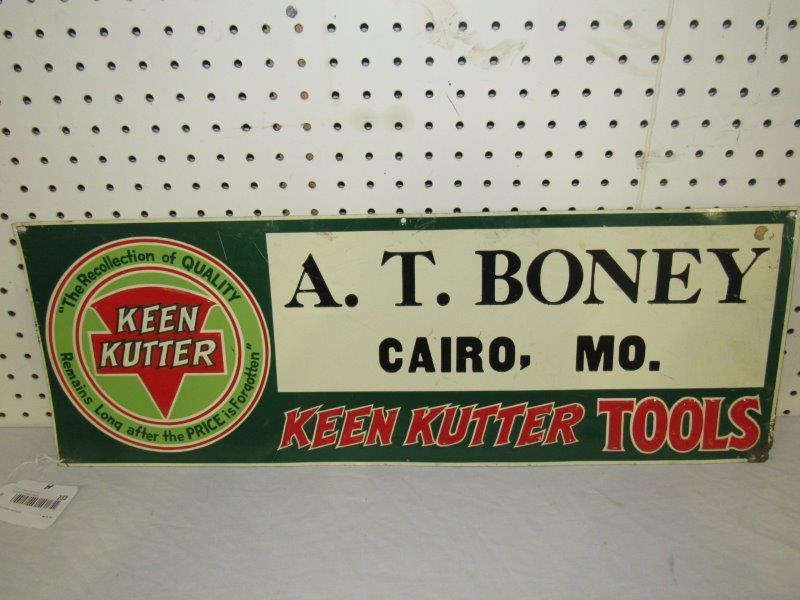 "The Recollection of QUALITY
Remains Long after the PRICE is Forgotten"
KEEN
KUTTER
A. T. BONEY
CAIRO, MO.
KEEN KUTTER TOOLS